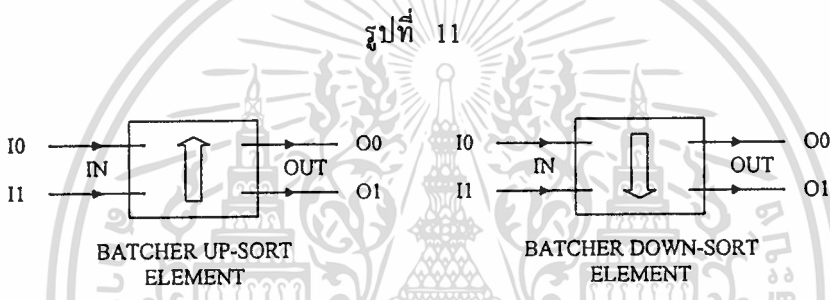 รูปที่ 11
I0 IN OUT O0
I1 O1
BATCHER UP-SORT
ELEMENT
I0 IN OUT O0
I1 O1
BATCHER DOWN-SORT
ELEMENT